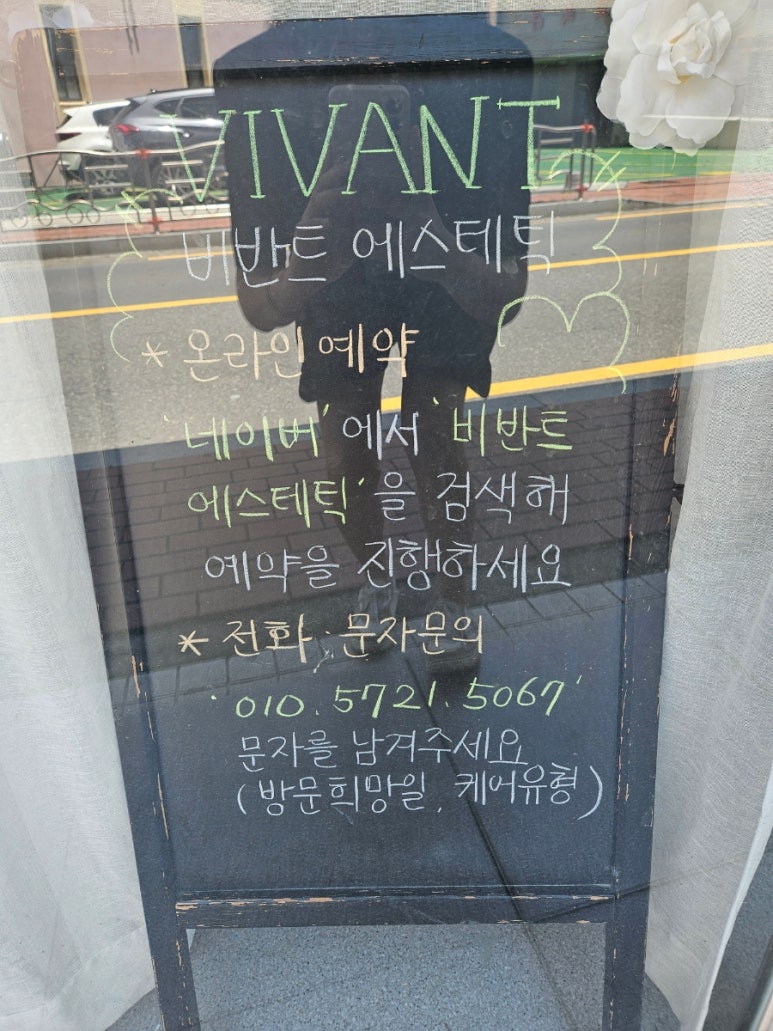 VIVANT
비반트 에스테틱
* 온라인 예약
'네이버'에서 '비반트
에스테틱'을 검색해
예약을 진행하세요
* 전화·문자문의
'010.5721.5067'
문자를 남겨주세요
(방문희망일, 케어유형)